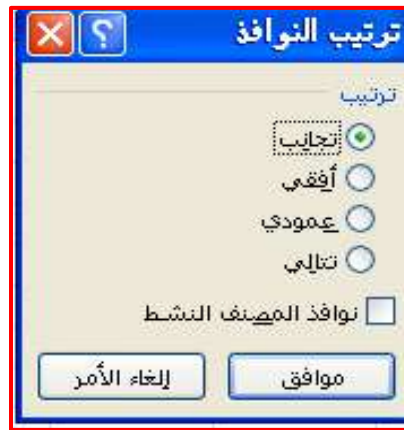 ترتيب النوافذ
ترتيب
تجانب
أفقي
عمودي
تتالي
نوافذ المصنف النشط
موافق
إلغاء الأمر